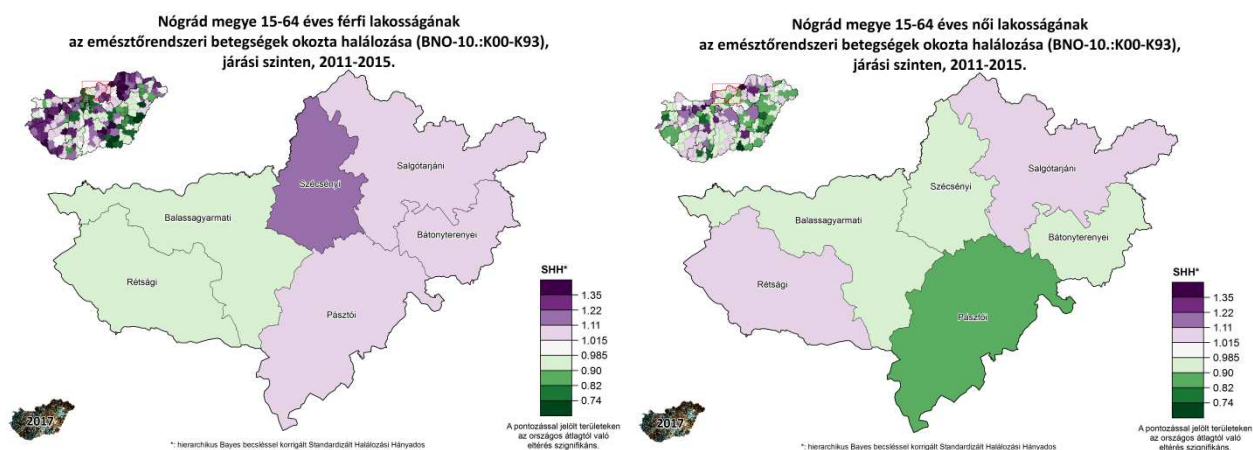 Nógrád megye 15-64 éves férfi lakosságának
az emésztőrendszeri betegségek okozta halálozása (BNO-10.:K00-K93),
járási szinten, 2011-2015.
Salgótarjáni
Szécsényi
Balassagyarmati
Bátonyterenyei
Rétsági
Pásztói
SHH*
1.35
1.22
1.11
1.015
0.985
0.90
0.82
0.74
2017
A pontozással jelölt területeken
az országos átlagtól való
eltérés szignifikáns.
*: hierarchikus Bayes becsléssel korrigált Standardizált Halálozási Hányados
Nógrád megye 15-64 éves női lakosságának
az emésztőrendszeri betegségek okozta halálozása (BNO-10.:K00-K93),
járási szinten, 2011-2015.
Salgótarjáni
Szécsényi
Balassagyarmati
Bátonyterenyei
Rétsági
Pásztói
SHH*
1.35
1.22
1.11
1.015
0.985
0.90
0.82
0.74
2017
A pontozással jelölt területeken
az országos átlagtól való
eltérés szignifikáns.
*: hierarchikus Bayes becsléssel korrigált Standardizált Halálozási Hányados